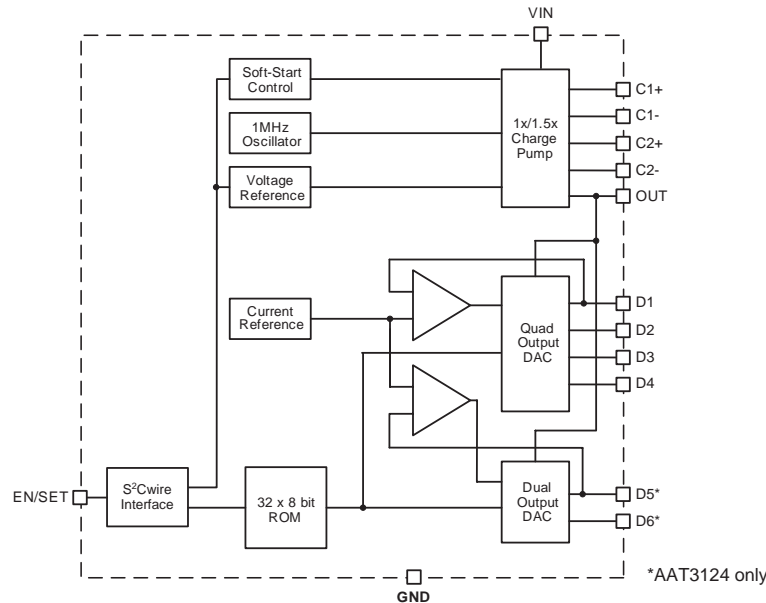 VIN
Soft-Start
Control
1MHz
Oscillator
Voltage
Reference
1x/1.5x
Charge
Pump
C1+
C1-
C2+
C2-
OUT
Current
Reference
Quad
Output
DAC
D1
D2
D3
D4
EN/SET
S²Cwire
Interface
32 x 8 bit
ROM
Dual
Output
DAC
D5*
D6*
*AAT3124 only
GND